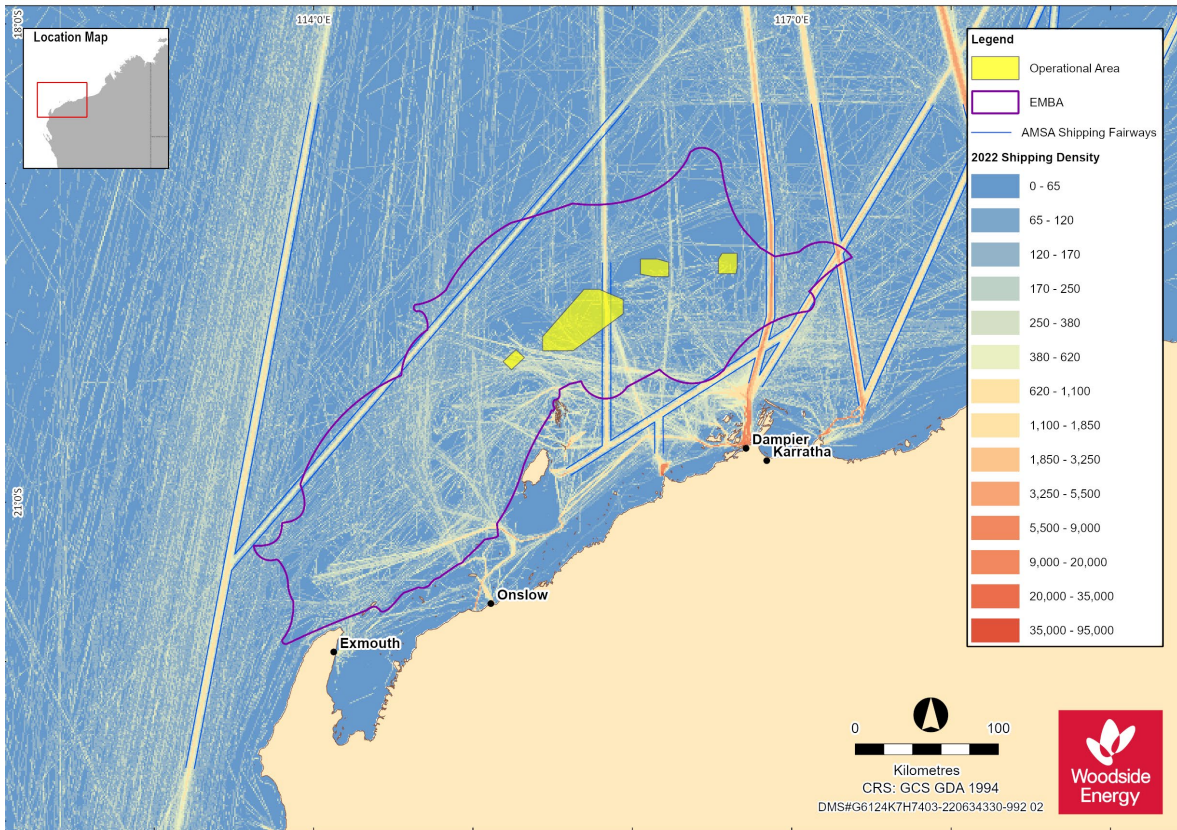 114°0'E
117°0'E
18°0'S
21°0'S
Location Map
Legend
Operational Area
EMBA
AMSA Shipping Fairways
2022 Shipping Density
0 - 65
65 - 120
120 - 170
170 - 250
250 - 380
380 - 620
620 - 1,100
1,100 - 1,850
1,850 - 3,250
3,250 - 5,500
5,500 - 9,000
9,000 - 20,000
20,000 - 35,000
35,000 - 95,000
Dampier
Karratha
Onslow
Exmouth
0 100
Kilometres
CRS: GCS GDA 1994
DMS#G6124K7H7403-220634330-992 02
Woodside
Energy